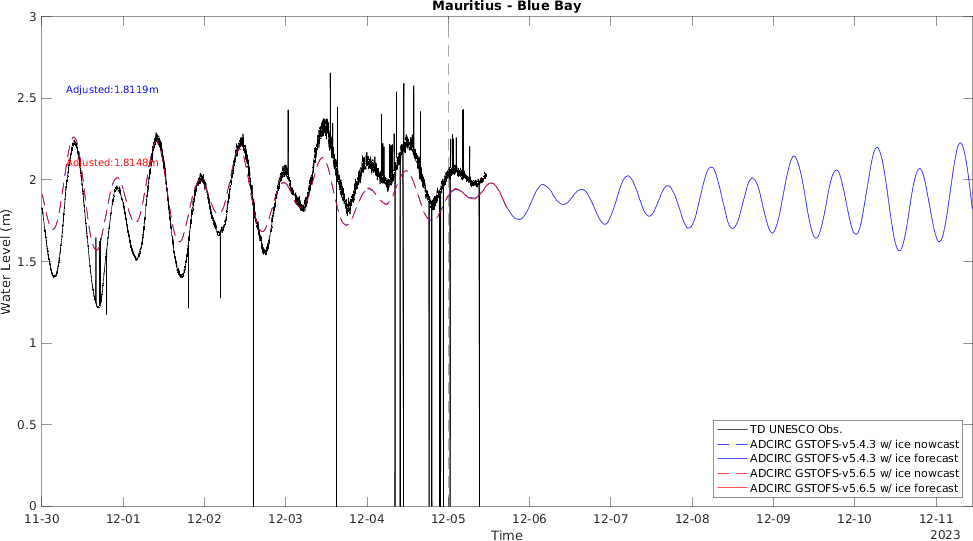 Mauritius - Blue Bay
3
2.5
2
1.5
1
0.5
0
Water Level (m)
Adjusted:1.8119m
Adjusted:1.8148m
TD UNESCO Obs.
ADCIRC GSTOFS-v5.4.3 w/ ice nowcast
ADCIRC GSTOFS-v5.4.3 w/ ice forecast
ADCIRC GSTOFS-v5.6.5 w/ ice nowcast
ADCIRC GSTOFS-v5.6.5 w/ ice forecast
11-30 12-01 12-02 12-03 12-04 12-05 12-06 12-07 12-08 12-09 12-10 12-11
Time
2023